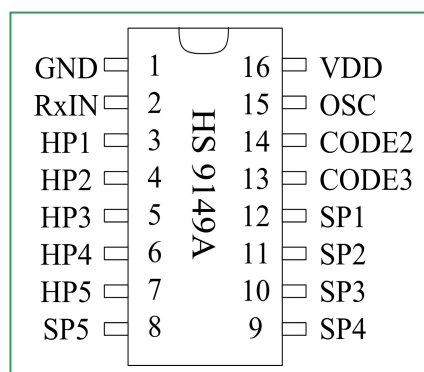 GND 1 16 VDD
RxIN 2 15 OSC
HP1 3 14 CODE2
HP2 4 13 CODE3
HP3 5 12 SP1
HP4 6 11 SP2
HP5 7 10 SP3
SP5 8 9 SP4
HS 9149A